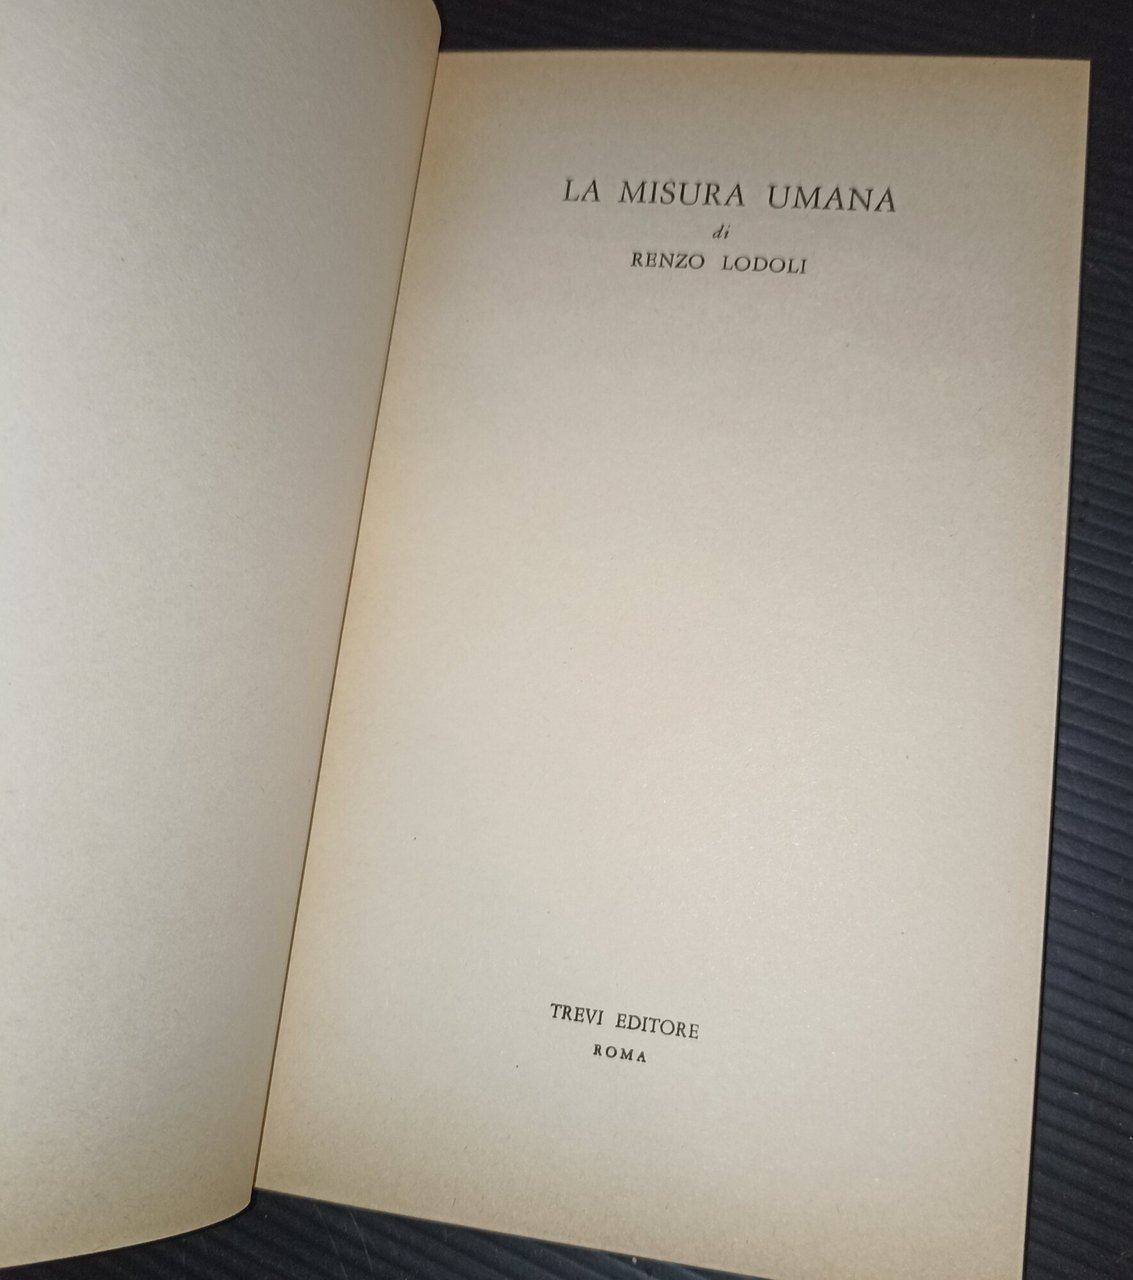 LA MISURA UMANA
di
RENZO LODOLI
TREVI EDITORE
ROMA